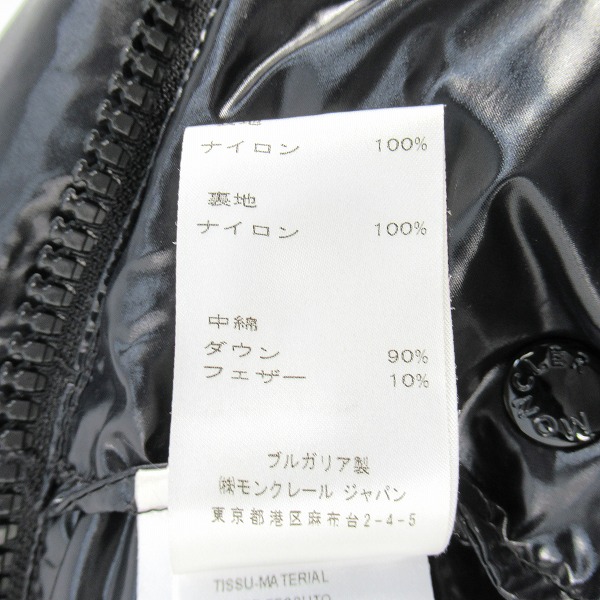 ナイロン 100%
裏地
ナイロン 100%
中綿
ダウン 90%
フェザー 10%
ブルガリア製
㈱モンクレール ジャパン
東京都港区麻布台2-4-5
TISSU-MATERIAL
MONCLER